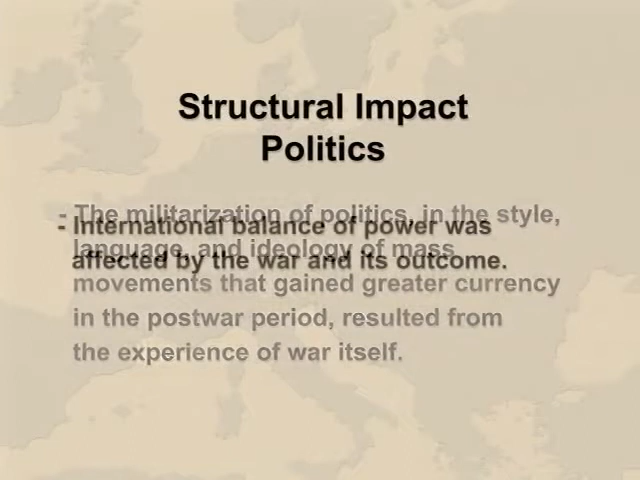 Structural Impact
Politics
- The militarization of politics, in the style,
language, and ideology of mass
movements that gained greater currency
in the postwar period, resulted from
the experience of war itself.
- International balance of power was
affected by the war and its outcome.